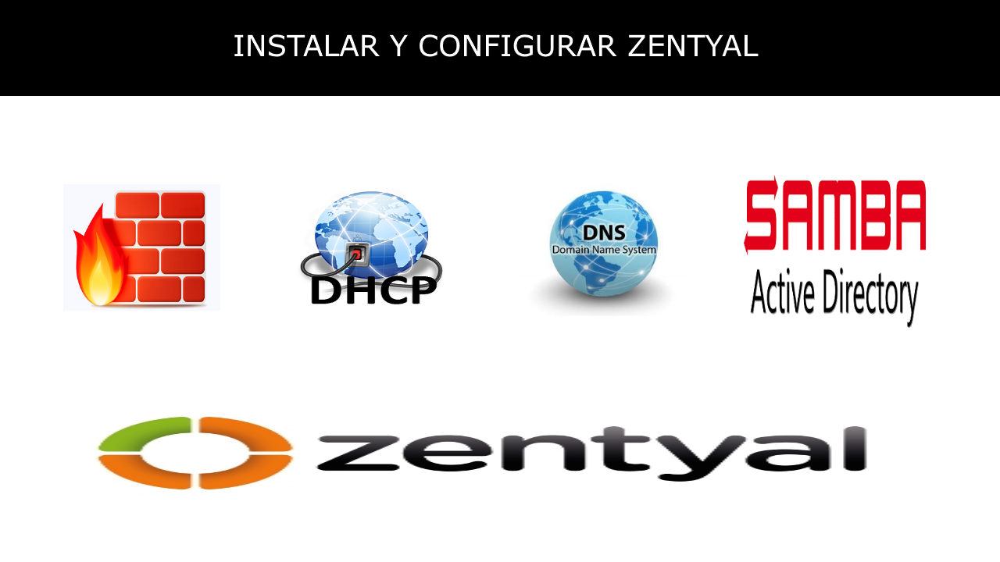 INSTALAR Y CONFIGURAR ZENTYAL
DHCP
DNS
Domain Name System
SAMBA
Active Directory
zentyal